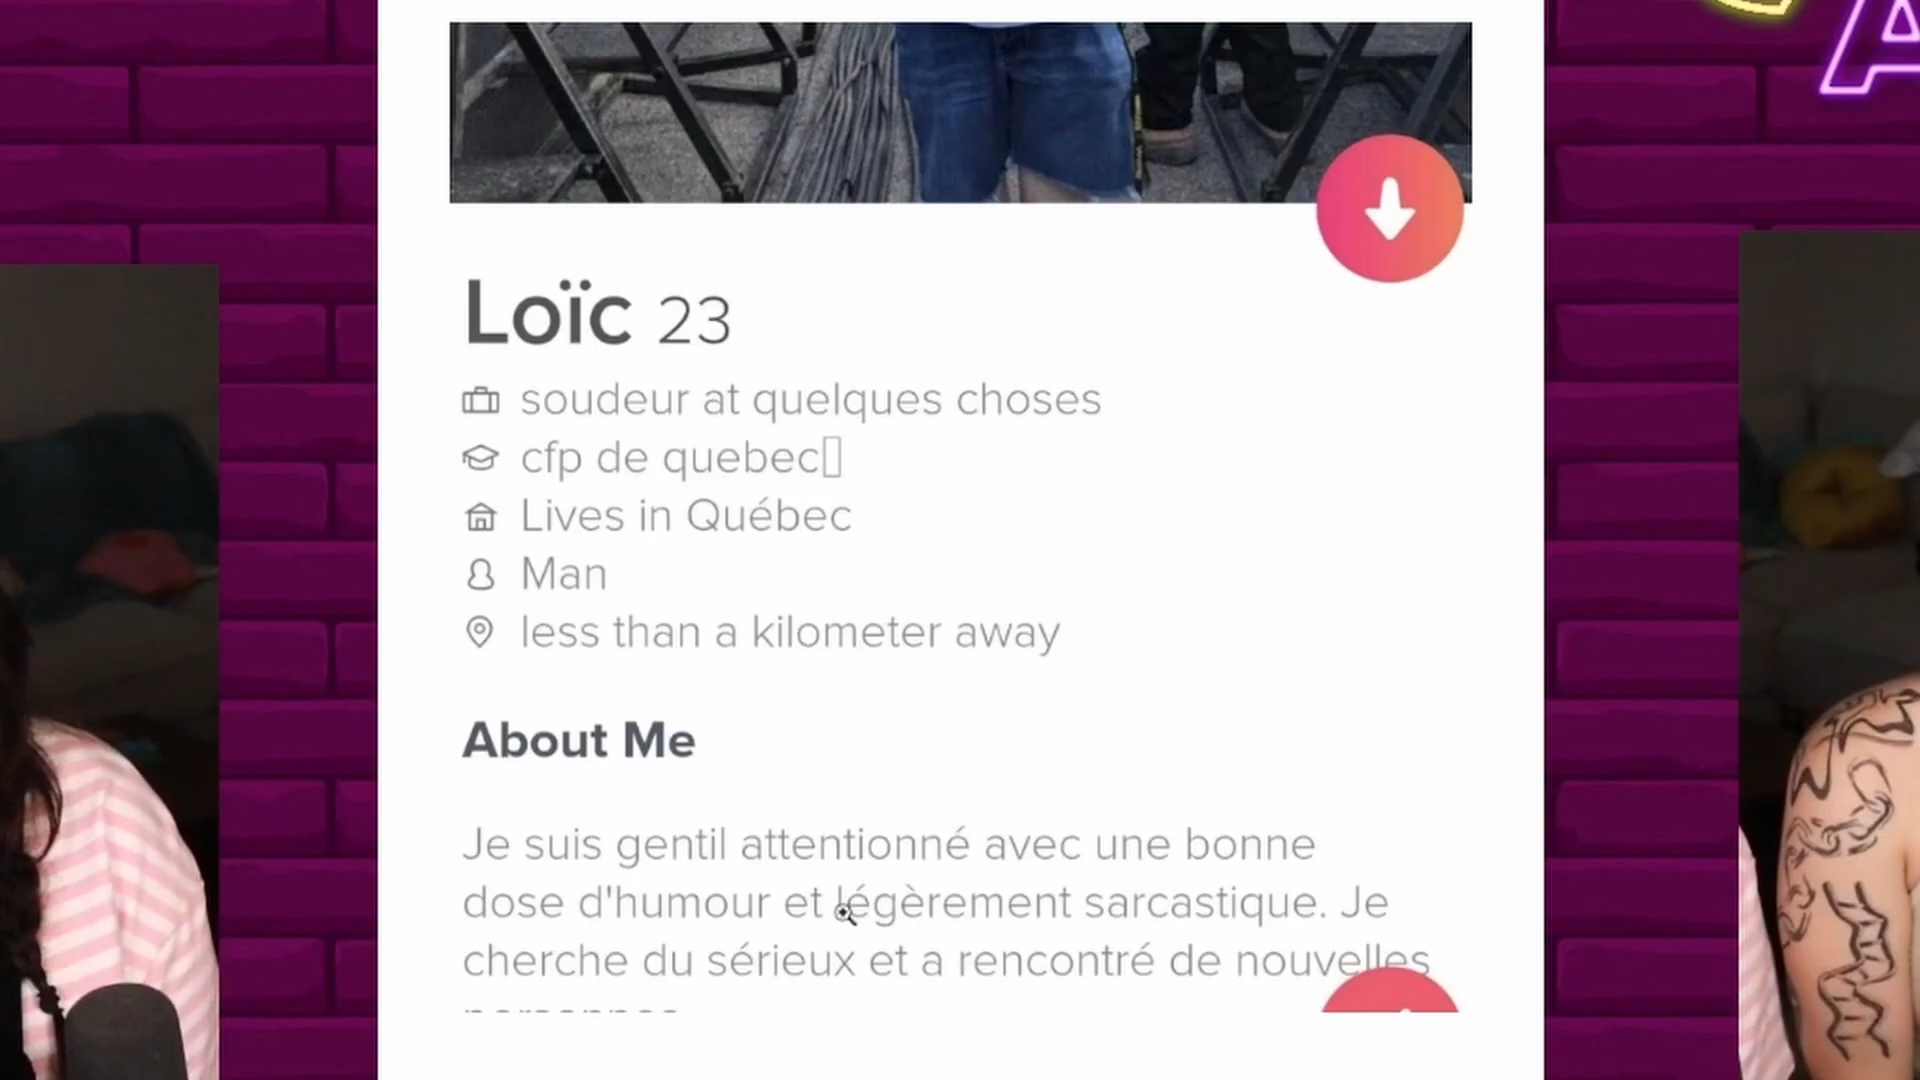 Loïc 23
soudeur at quelques choses
cfp de quebec
Lives in Québec
Man
less than a kilometer away
About Me
Je suis gentil attentionné avec une bonne
dose d'humour et légèrement sarcastique. Je
cherche du sérieux et a rencontré de nouvelles